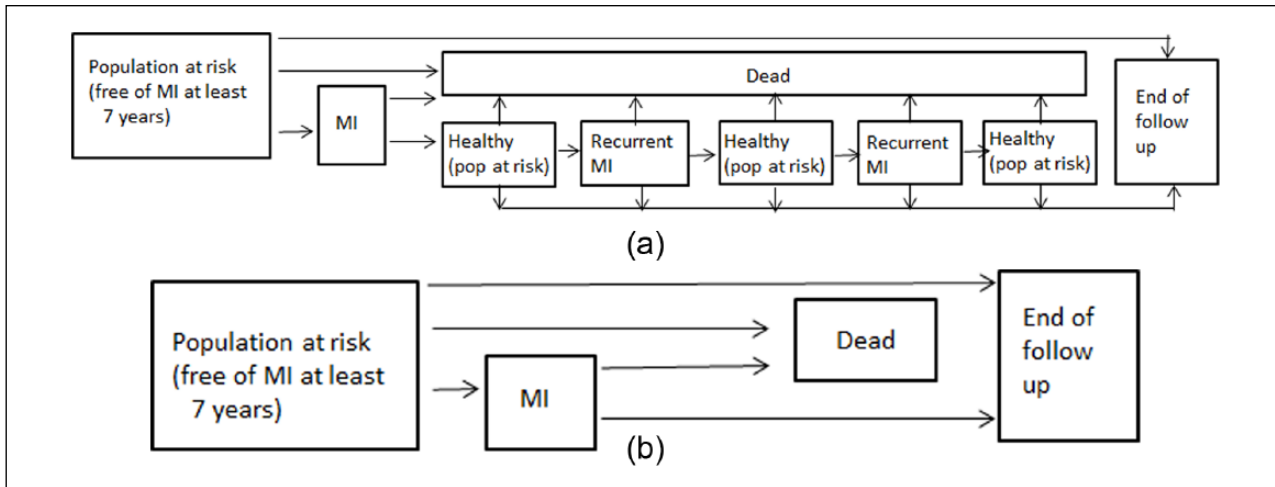 Population at risk
(free of MI at least
7 years)
MI
Dead
Healthy
(pop at risk)
Recurrent
MI
Healthy
(pop at risk)
Recurrent
MI
Healthy
(pop at risk)
End of
follow
up
(a)
Population at risk
(free of MI at least
7 years)
MI
Dead
End of
follow
up
(b)